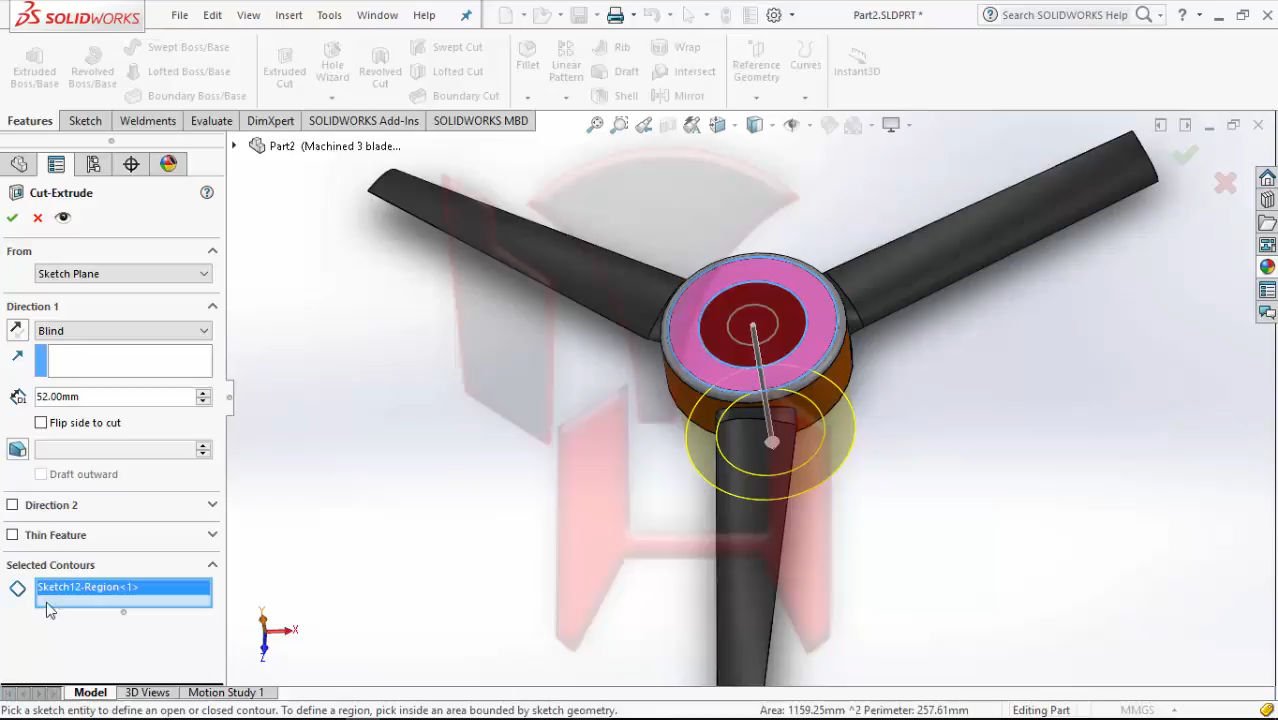 SOLIDWORKS File Edit View Insert Tools Window Help Part2.SLDPRT * Search SOLIDWORKS Help ?
Extruded Boss/Base
Revolved Boss/Base
Swept Boss/Base
Lofted Boss/Base
Boundary Boss/Base
Extruded Cut
Hole Wizard
Revolved Cut
Swept Cut
Lofted Cut
Boundary Cut
Fillet
Linear Pattern
Rib
Draft
Shell
Wrap
Intersect
Mirror
Reference Geometry
Curves
Instant3D
Features Sketch Weldments Evaluate DimXpert SOLIDWORKS Add-Ins SOLIDWORKS MBD
Part2 (Machined 3 blade...
Cut-Extrude
From
Sketch Plane
Direction 1
Blind
D1
52.00mm
Flip side to cut
Draft outward
Direction 2
Thin Feature
Selected Contours
Sketch12-Region<1>
Y
X
Z
Model 3D Views Motion Study 1
Pick a sketch entity to define an open or closed contour. To define a region, pick inside an area bounded by sketch geometry. Area: 1159.25mm ^2 Perimeter: 257.61mm Editing Part MMGS